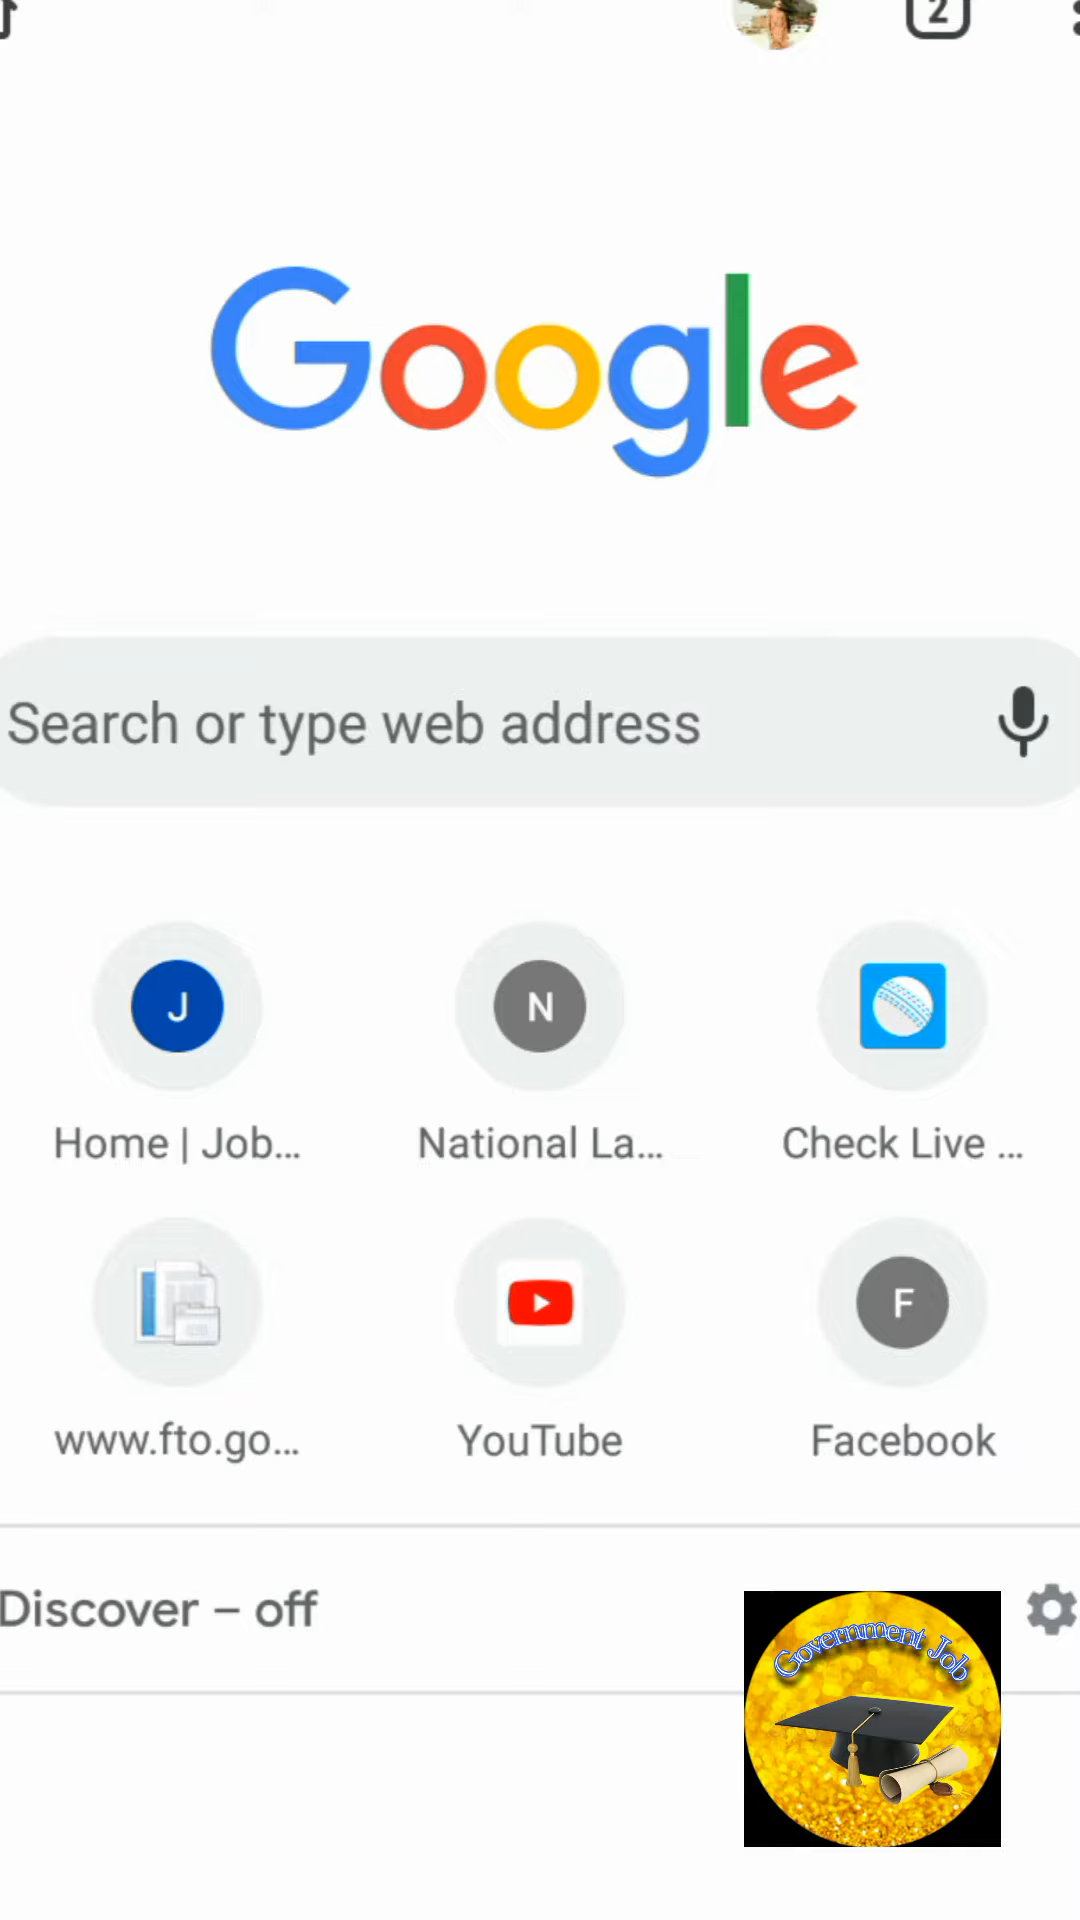 2
Google
Search or type web address
J
N
Home | Job...
National La...
Check Live ...
F
www.fto.go...
YouTube
Facebook
Discover – off
Government Job